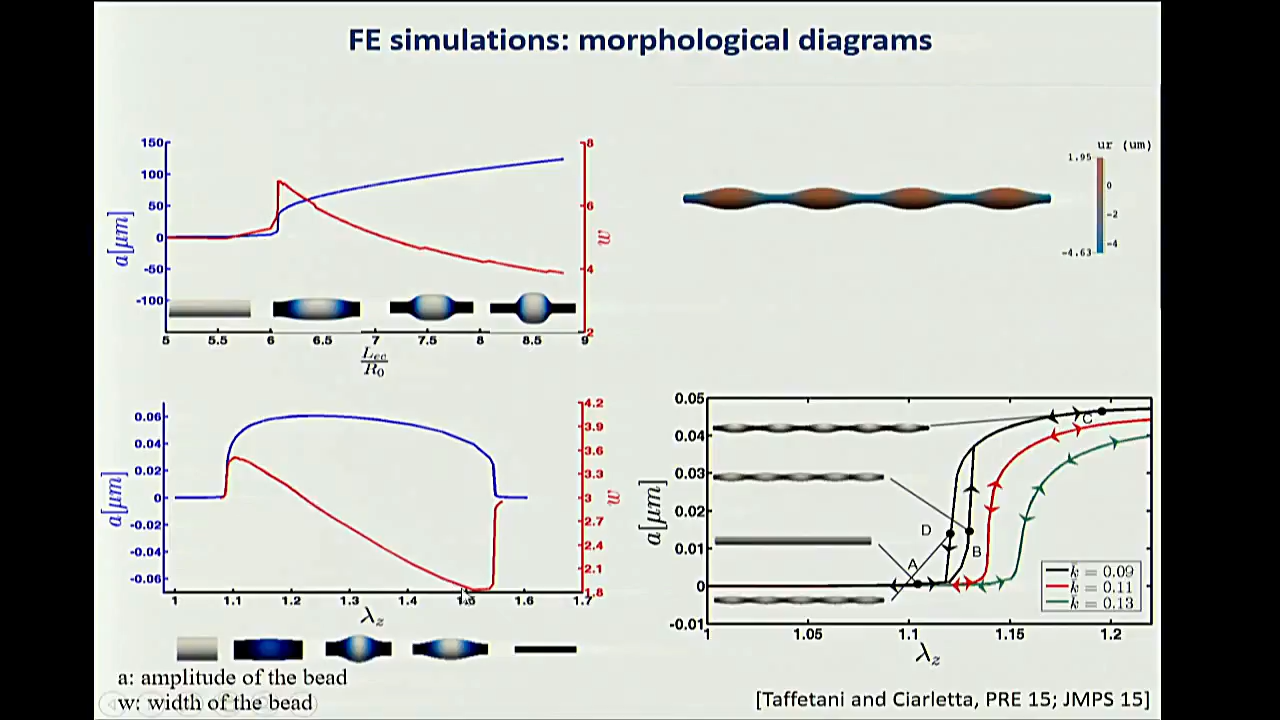 FE simulations: morphological diagrams
150
100
50
0
-50
-100
a[μm]
8
6
4
2
w
5 5.5 6 6.5 7 7.5 8 8.5 9
L_ec
R_0
ur (um)
1.95
0
-2
-4
-4.63
0.06
0.04
0.02
0
-0.02
-0.04
-0.06
a[μm]
4.2
3.9
3.6
3.3
3
2.7
2.4
2.1
1.8
w
1 1.1 1.2 1.3 1.4 1.5 1.6 1.7
λ_z
0.05
0.04
0.03
0.02
0.01
0
-0.01
a[μm]
C
D
B
A
k = 0.09
k = 0.11
k = 0.13
1 1.05 1.1 1.15 1.2
λ_z
a: amplitude of the bead
w: width of the bead
[Taffetani and Ciarletta, PRE 15; JMPS 15]